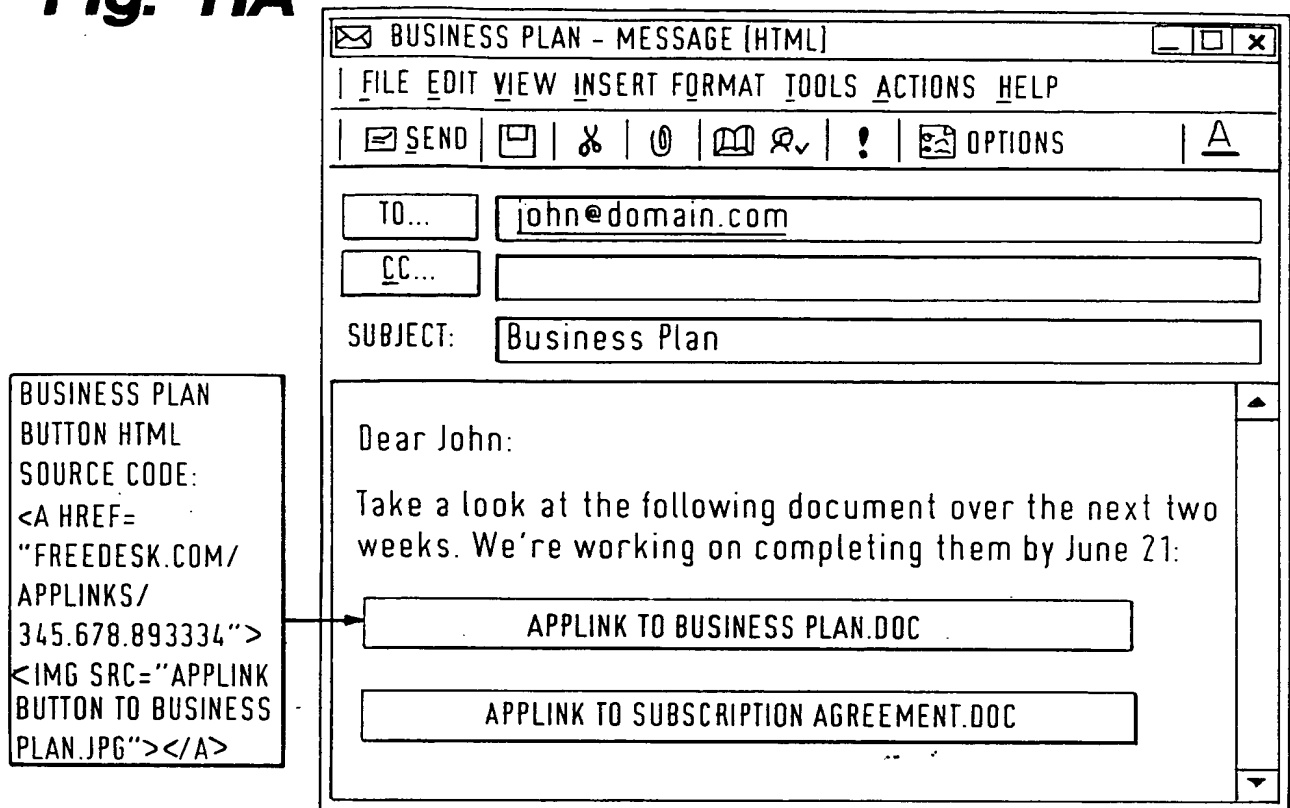 Fig. 11A
BUSINESS PLAN - MESSAGE (HTML)
FILE EDIT VIEW INSERT FORMAT TOOLS ACTIONS HELP
SEND ! OPTIONS A
TO... john@domain.com
CC...
SUBJECT: Business Plan
Dear John:
Take a look at the following document over the next two
weeks. We're working on completing them by June 21:
APPLINK TO BUSINESS PLAN.DOC
APPLINK TO SUBSCRIPTION AGREEMENT.DOC
BUSINESS PLAN
BUTTON HTML
SOURCE CODE:
<A HREF=
"FREEDESK.COM/
APPLINKS/
345.678.893334">
<IMG SRC="APPLINK
BUTTON TO BUSINESS
PLAN.JPG"></A>